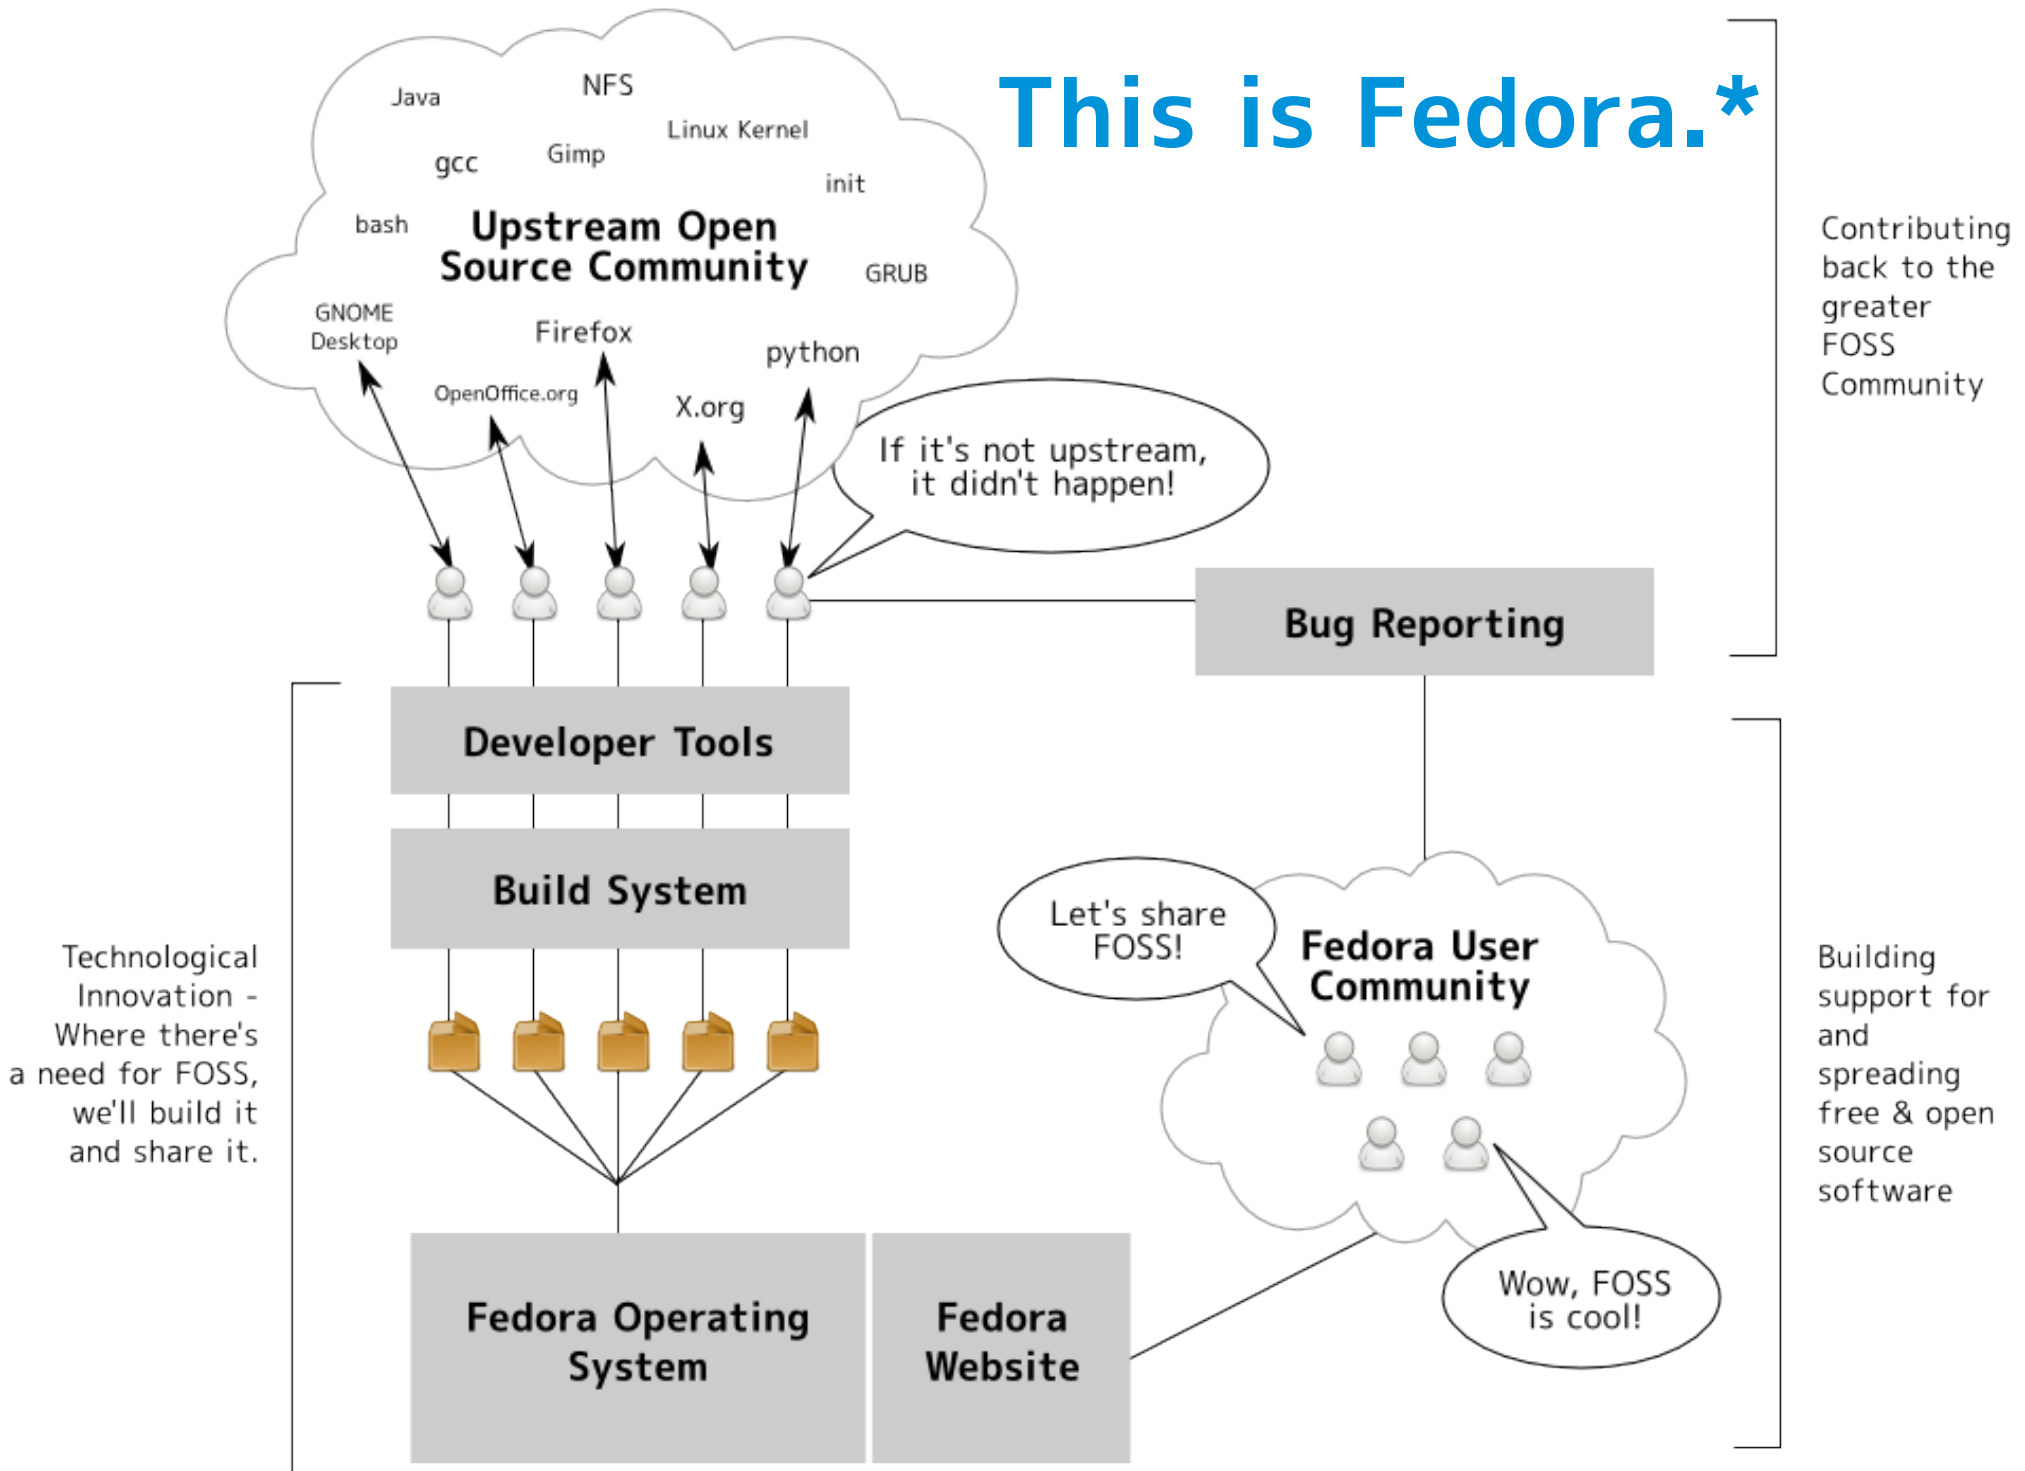 This is Fedora.*
Java
NFS
Linux Kernel
gcc
Gimp
init
bash
Upstream Open
Source Community
GRUB
GNOME
Desktop
Firefox
python
OpenOffice.org
X.org
If it's not upstream,
it didn't happen!
Contributing
back to the
greater
FOSS
Community
Bug Reporting
Developer Tools
Build System
Technological
Innovation -
Where there's
a need for FOSS,
we'll build it
and share it.
Let's share
FOSS!
Fedora User
Community
Building
support for
and
spreading
free & open
source
software
Wow, FOSS
is cool!
Fedora Operating
System
Fedora
Website